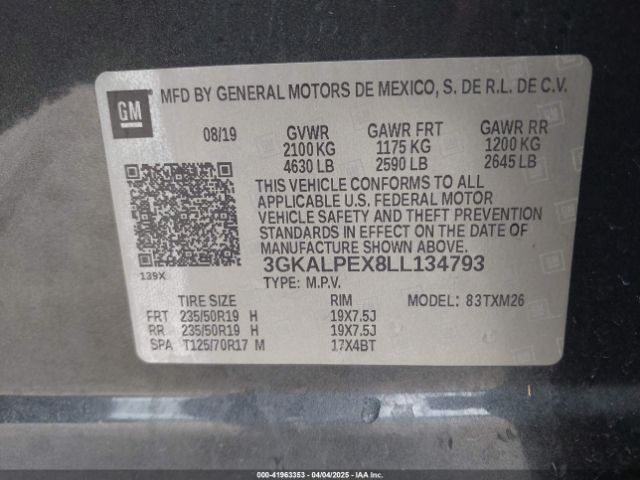 GM
MFD BY GENERAL MOTORS DE MEXICO, S. DE R.L. DE C.V.
08/19 GVWR GAWR FRT GAWR RR
2100 KG 1175 KG 1200 KG
4630 LB 2590 LB 2645 LB
THIS VEHICLE CONFORMS TO ALL
APPLICABLE U.S. FEDERAL MOTOR
VEHICLE SAFETY AND THEFT PREVENTION
STANDARDS IN EFFECT ON THE DATE OF
MANUFACTURE SHOWN ABOVE.
3GKALPEX8LL134793
139X
TYPE: M.P.V.
TIRE SIZE RIM MODEL: 83TXM26
FRT 235/50R19 H 19X7.5J
RR 235/50R19 H 19X7.5J
SPA T125/70R17 M 17X4BT
00-41963353 - 04/04/2025 - Copyright IAA, Inc.